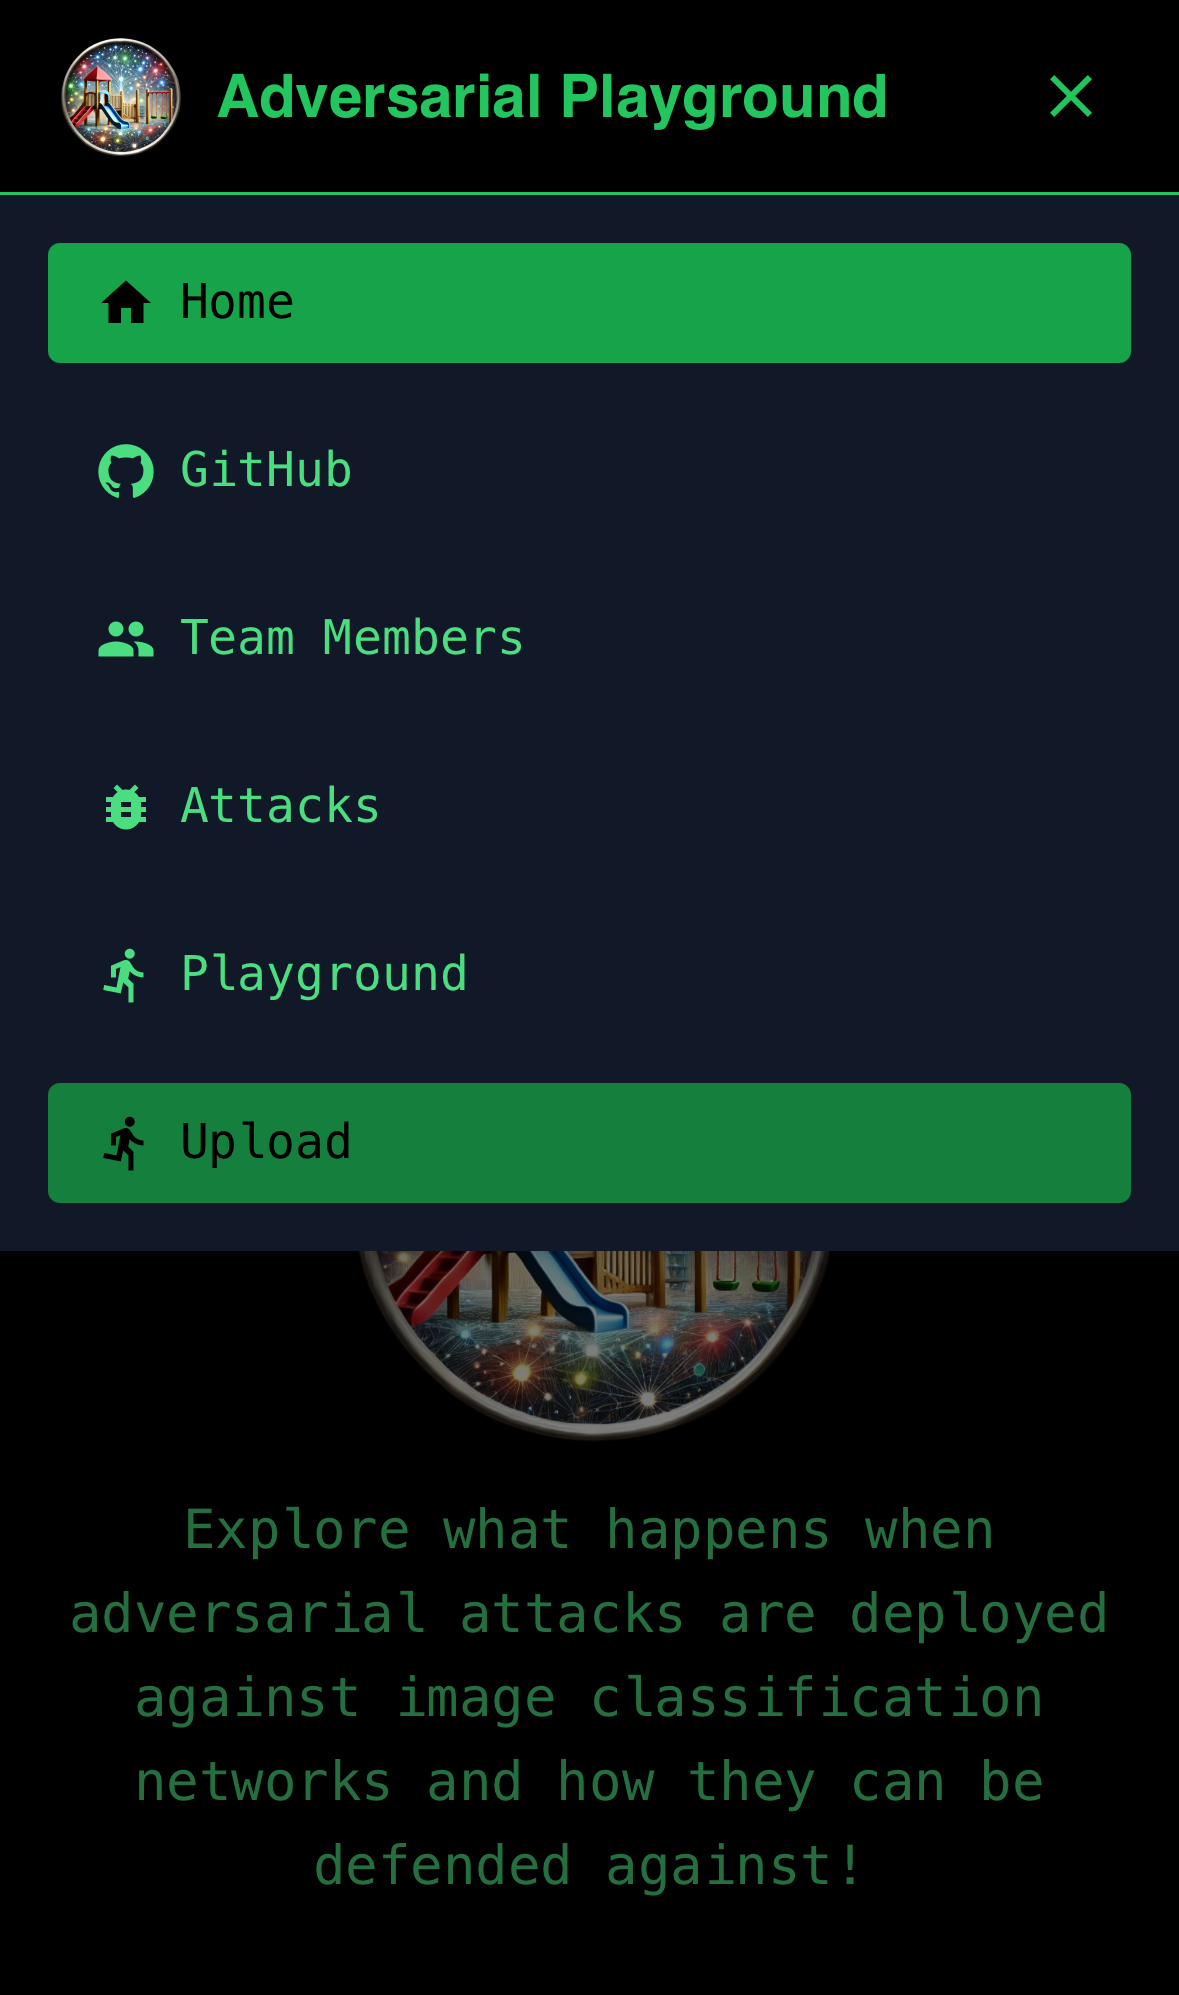 Adversarial Playground
Home
GitHub
Team Members
Attacks
Playground
Upload
Explore what happens when
adversarial attacks are deployed
against image classification
networks and how they can be
defended against!